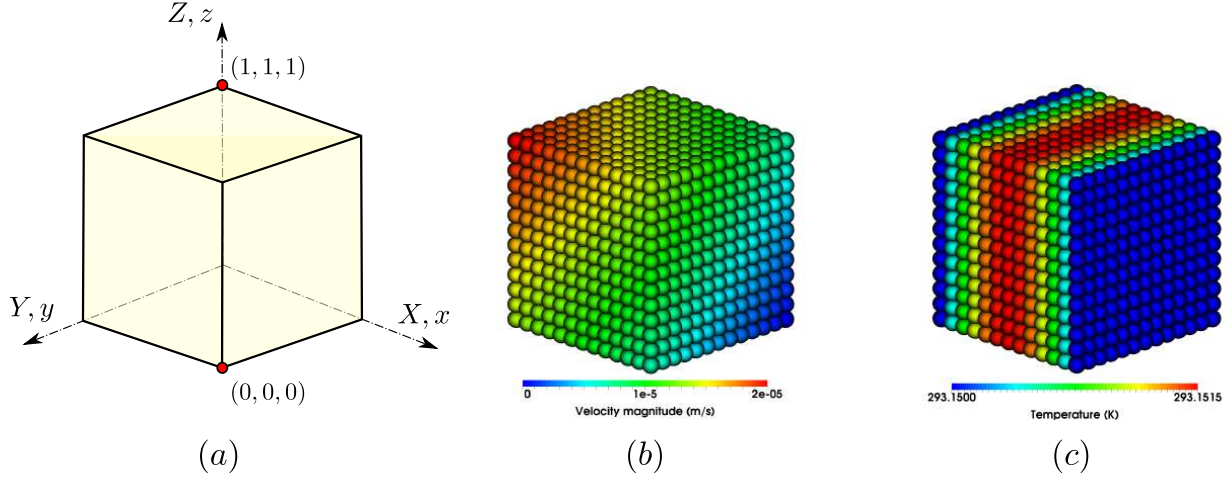 Z, z
(1, 1, 1)
Y, y
X, x
(0, 0, 0)
(a)
0 1e-5 2e-05
Velocity magnitude (m/s)
(b)
293.1500 293.1515
Temperature (K)
(c)